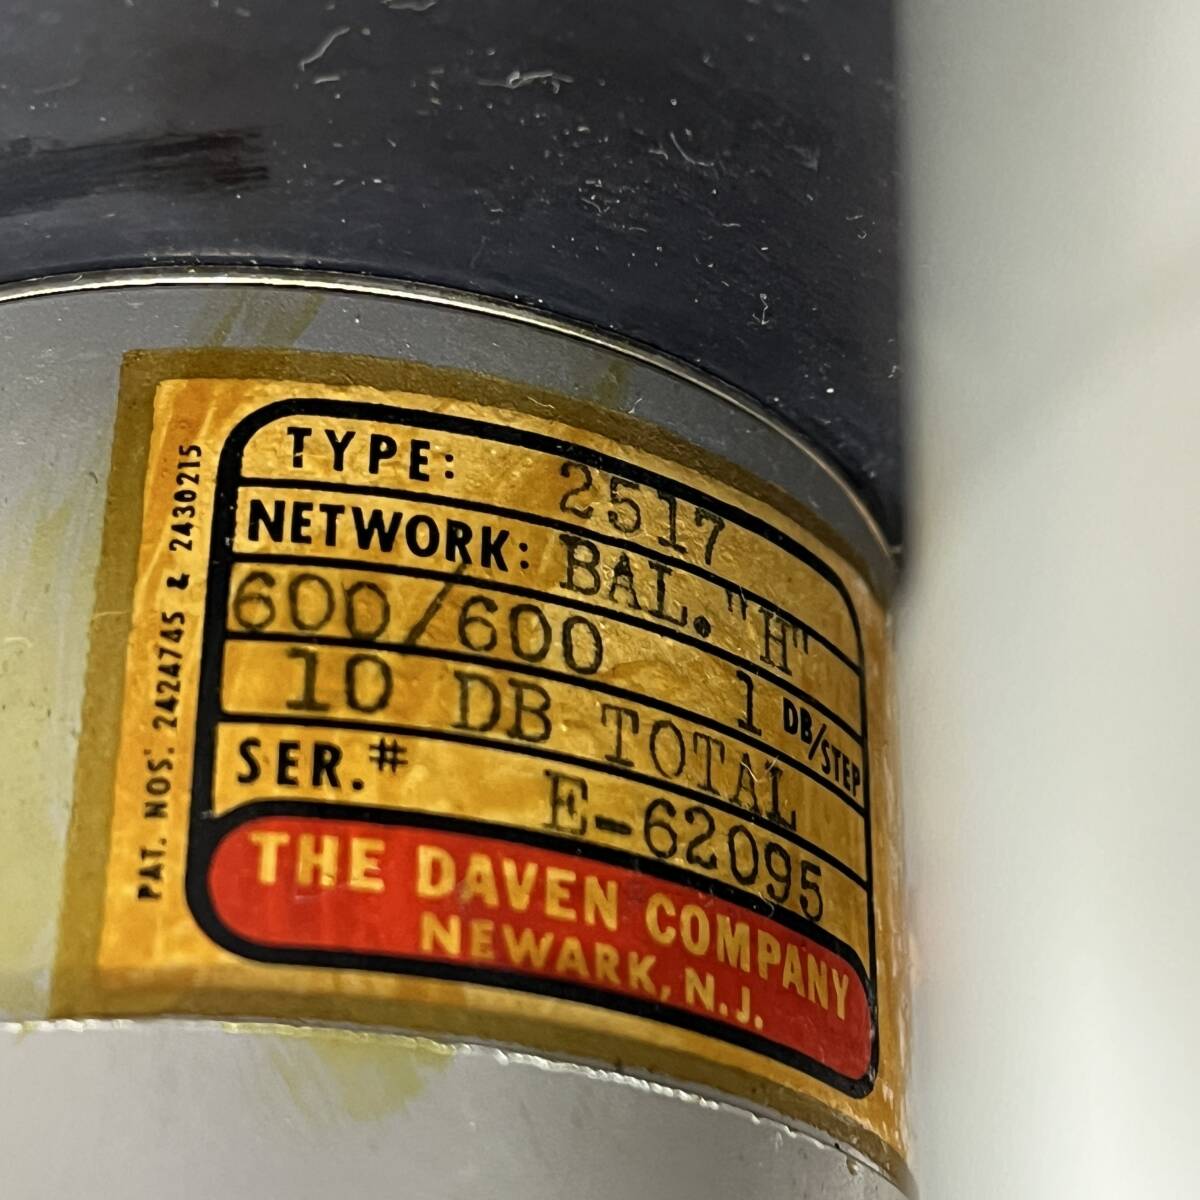 TYPE: 2517
NETWORK: BAL. "H"
600/600 1 DB/STEP
10 DB TOTAL
SER.# E-62095
THE DAVEN COMPANY
NEWARK, N.J.
PAT. NOS. 2424745 & 2430215